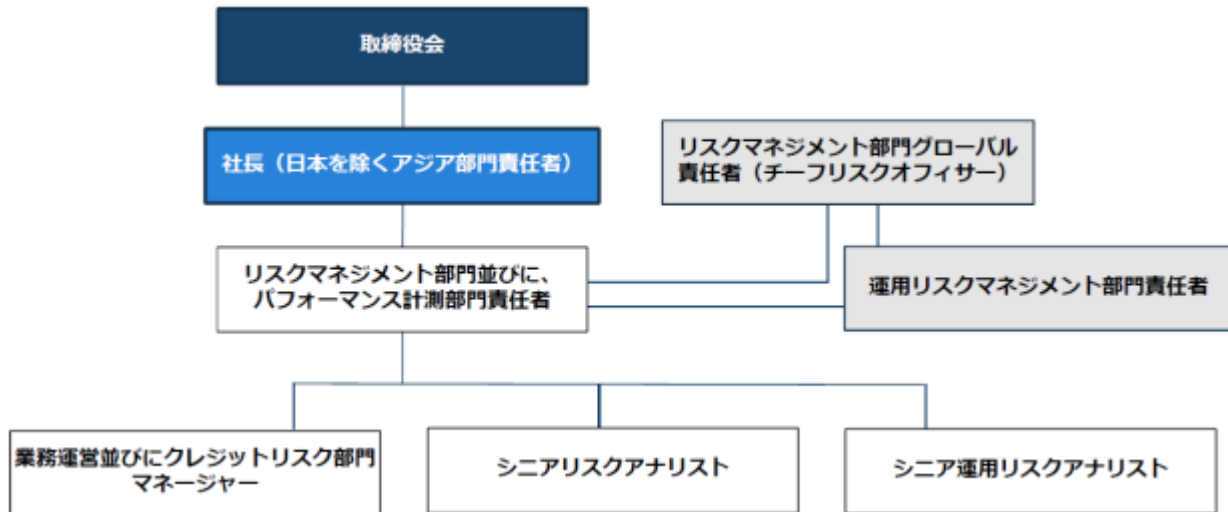 取締役会
社長（日本を除くアジア部門責任者）
リスクマネジメント部門グローバル
責任者（チーフリスクオフィサー）
リスクマネジメント部門並びに、
パフォーマンス計測部門責任者
運用リスクマネジメント部門責任者
業務運営並びにクレジットリスク部門
マネージャー
シニアリスクアナリスト
シニア運用リスクアナリスト